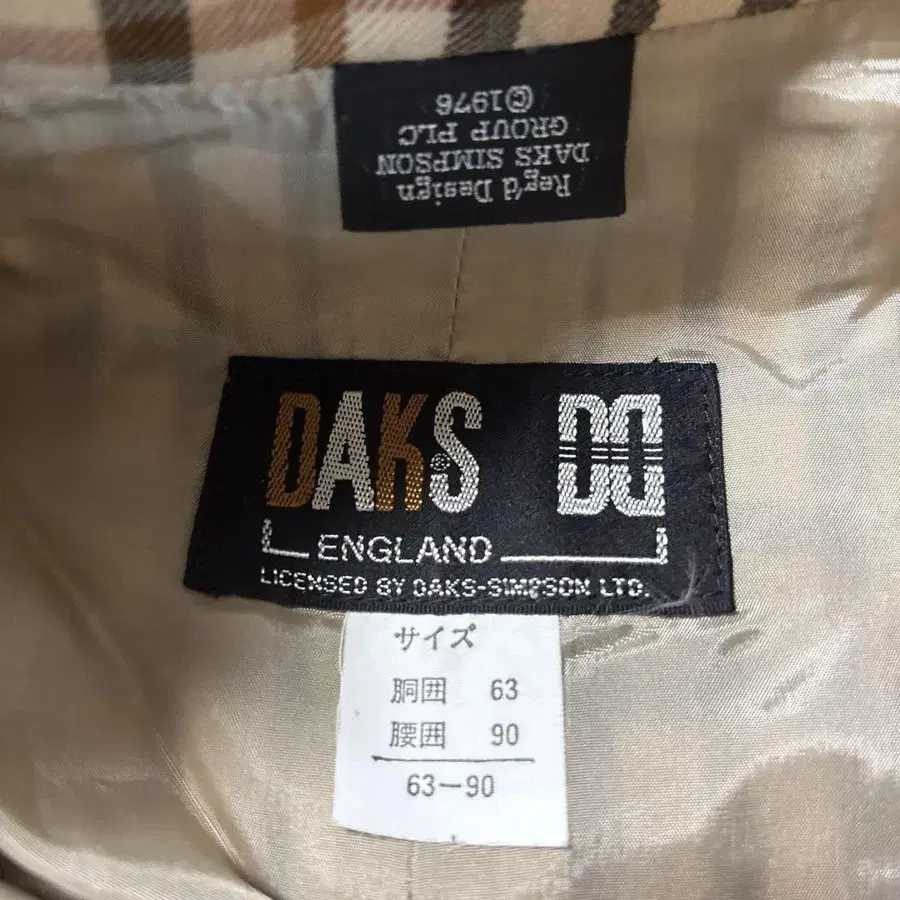 Reg'd Design
DAKS SIMPSON
GROUP PLC
©1976
DAKS®
ENGLAND
LICENSED BY DAKS-SIMPSON LTD.
サイズ
胴囲 63
腰囲 90
63-90